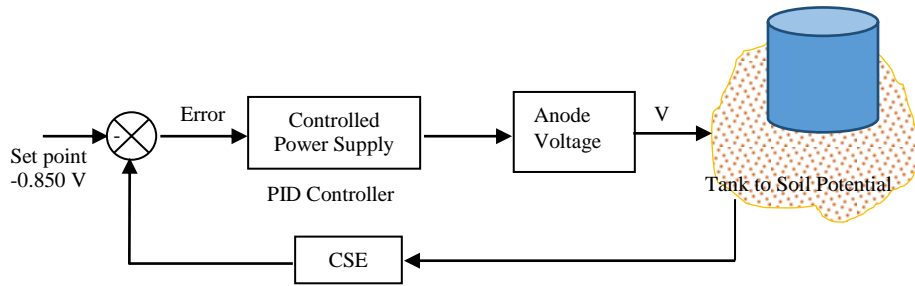 Set point
-0.850 V
-
Error
Controlled
Power Supply
PID Controller
Anode
Voltage
V
Tank to Soil Potential
CSE